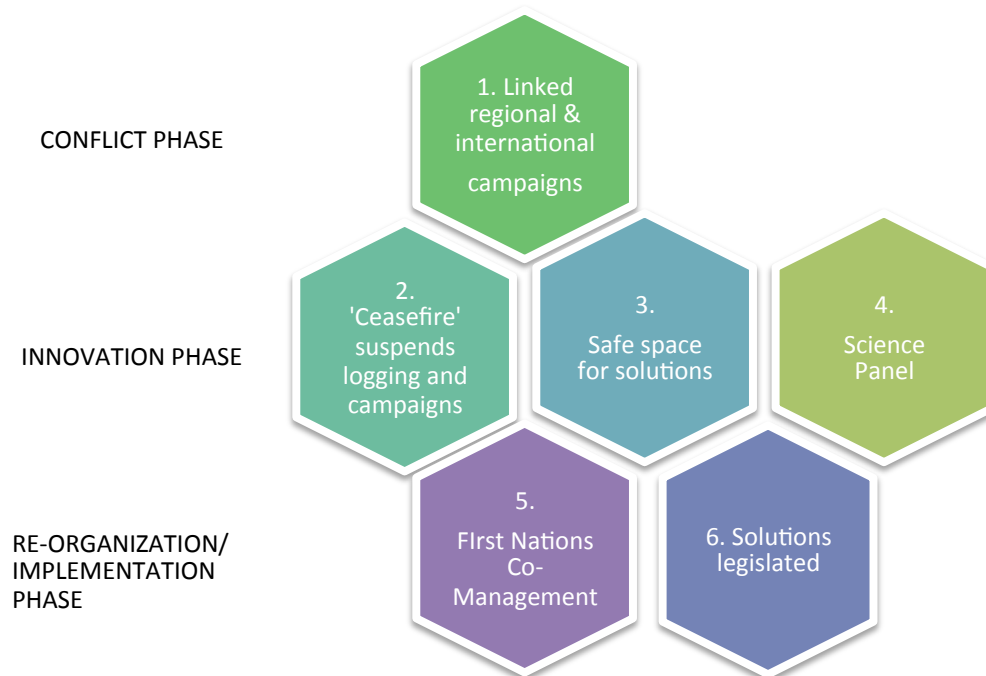 CONFLICT PHASE
1. Linked
regional &
international
campaigns
INNOVATION PHASE
2.
'Ceasefire'
suspends
logging and
campaigns
3.
Safe space
for solutions
4.
Science
Panel
RE-ORGANIZATION/
IMPLEMENTATION
PHASE
5.
FIrst Nations
Co-
Management
6. Solutions
legislated